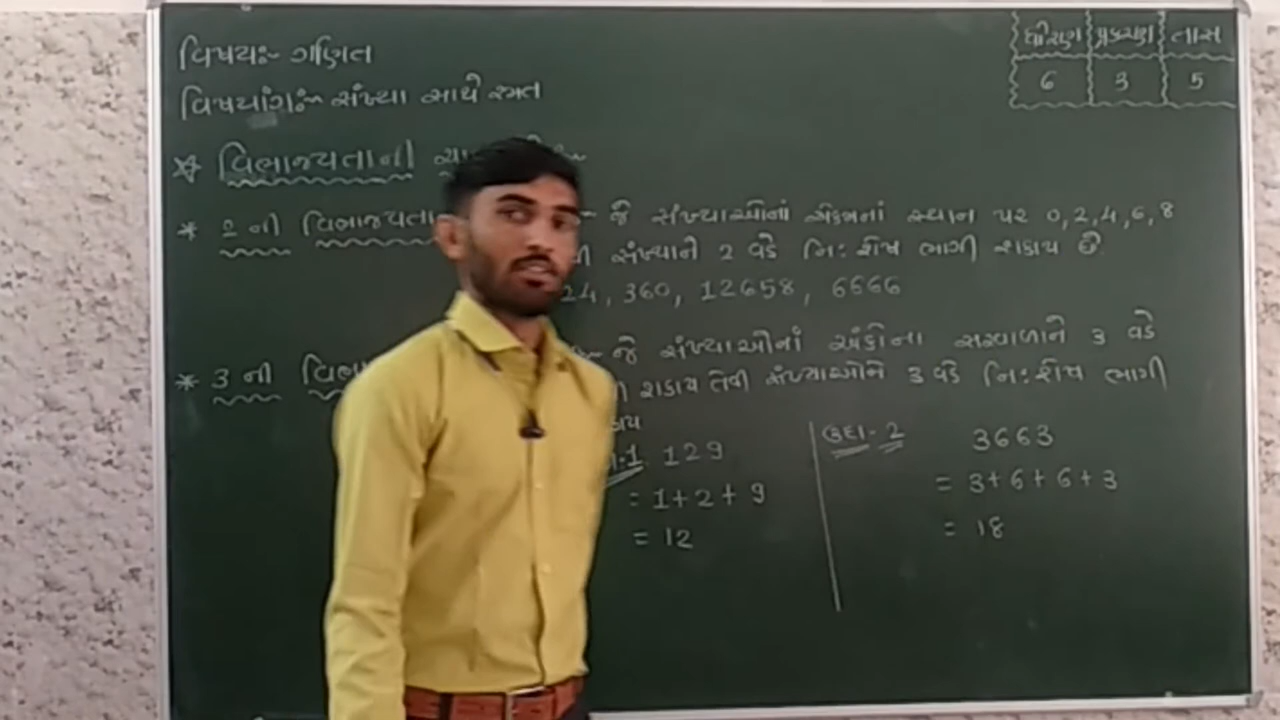 વિષયઃ- ગણિત
વિષયાંગઃ- સંખ્યા સાથે રમત
ધોરણ પ્રકરણ તાસ
6 3 5
* વિભાજ્યતાની
* ૨ ની વિભાજ્યતા જે સંખ્યાઓનાં એકમનાં સ્થાન પર 0,2,4,6,8
સંખ્યાને 2 વડે નિઃશેષ ભાગી શકાય છે.
24, 360, 12658, 6666
* 3 ની જે સંખ્યાઓનાં અંકોના સરવાળાને 3 વડે
શકાય તેવી સંખ્યાઓને 3 વડે નિઃશેષ ભાગી
129
= 1+2+9
= 12
ઉદા-2 3663
= 3+6+6+3
= 18